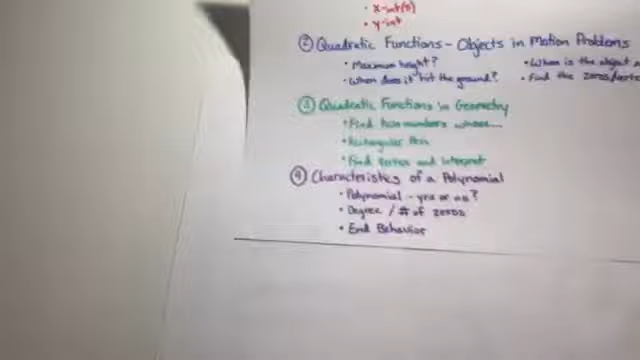 • x-int(s)
• y-int
② Quadratic Functions - Objects in Motion Problems
• Maximum height? • When is the object
• When does it hit the ground? • Find the zeros/
③ Quadratic Functions in Geometry
• Find two numbers whose...
• Rectangular
• Find vertex and interpret
④ Characteristics of a Polynomial
• Polynomial - yes or no?
• Degree / # of zeros
• End Behavior